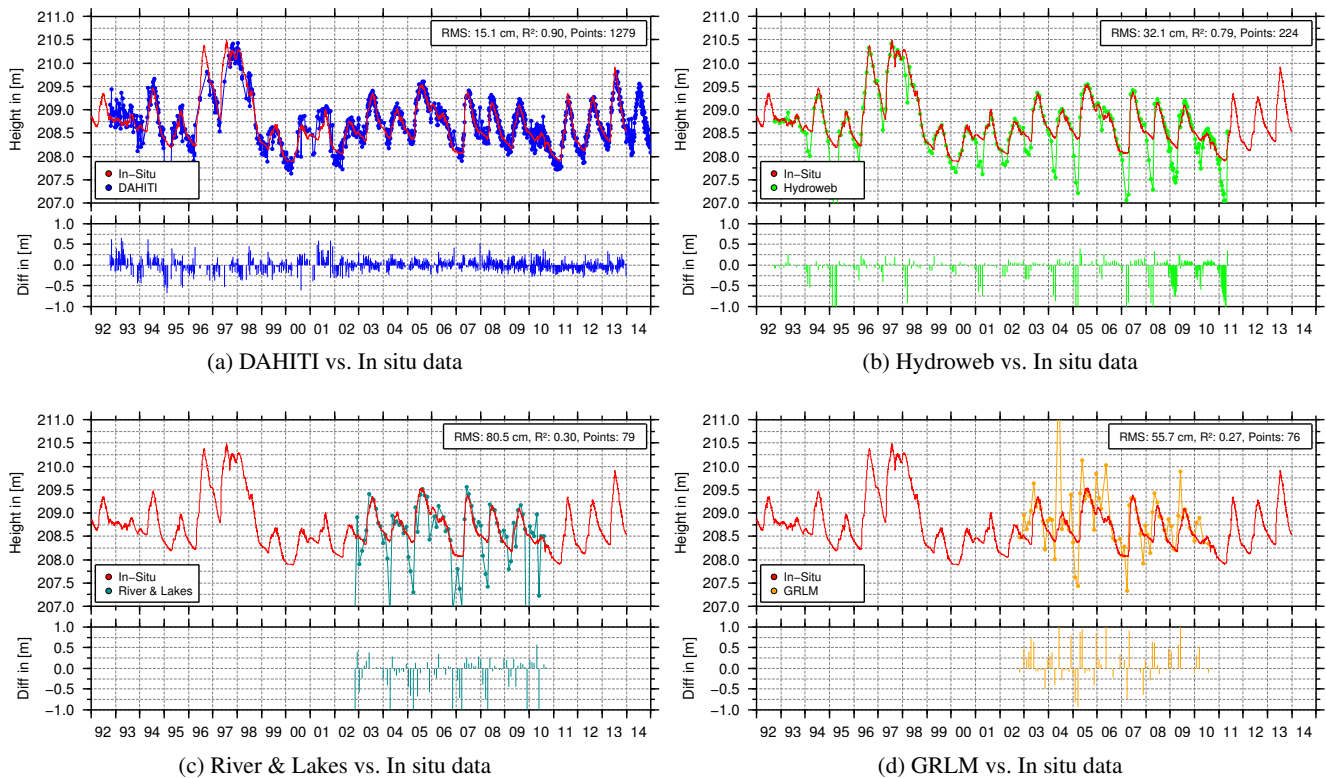 211.0
210.5
210.0
209.5
209.0
208.5
208.0
207.5
207.0
Height in [m]
RMS: 15.1 cm, R²: 0.90, Points: 1279
In−Situ
DAHITI
1.0
0.5
0.0
−0.5
−1.0
Diff in [m]
92 93 94 95 96 97 98 99 00 01 02 03 04 05 06 07 08 09 10 11 12 13 14
(a) DAHITI vs. In situ data
211.0
210.5
210.0
209.5
209.0
208.5
208.0
207.5
207.0
Height in [m]
RMS: 32.1 cm, R²: 0.79, Points: 224
In−Situ
Hydroweb
1.0
0.5
0.0
−0.5
−1.0
Diff in [m]
92 93 94 95 96 97 98 99 00 01 02 03 04 05 06 07 08 09 10 11 12 13 14
(b) Hydroweb vs. In situ data
211.0
210.5
210.0
209.5
209.0
208.5
208.0
207.5
207.0
Height in [m]
RMS: 80.5 cm, R²: 0.30, Points: 79
In−Situ
River & Lakes
1.0
0.5
0.0
−0.5
−1.0
Diff in [m]
92 93 94 95 96 97 98 99 00 01 02 03 04 05 06 07 08 09 10 11 12 13 14
(c) River & Lakes vs. In situ data
211.0
210.5
210.0
209.5
209.0
208.5
208.0
207.5
207.0
Height in [m]
RMS: 55.7 cm, R²: 0.27, Points: 76
In−Situ
GRLM
1.0
0.5
0.0
−0.5
−1.0
Diff in [m]
92 93 94 95 96 97 98 99 00 01 02 03 04 05 06 07 08 09 10 11 12 13 14
(d) GRLM vs. In situ data